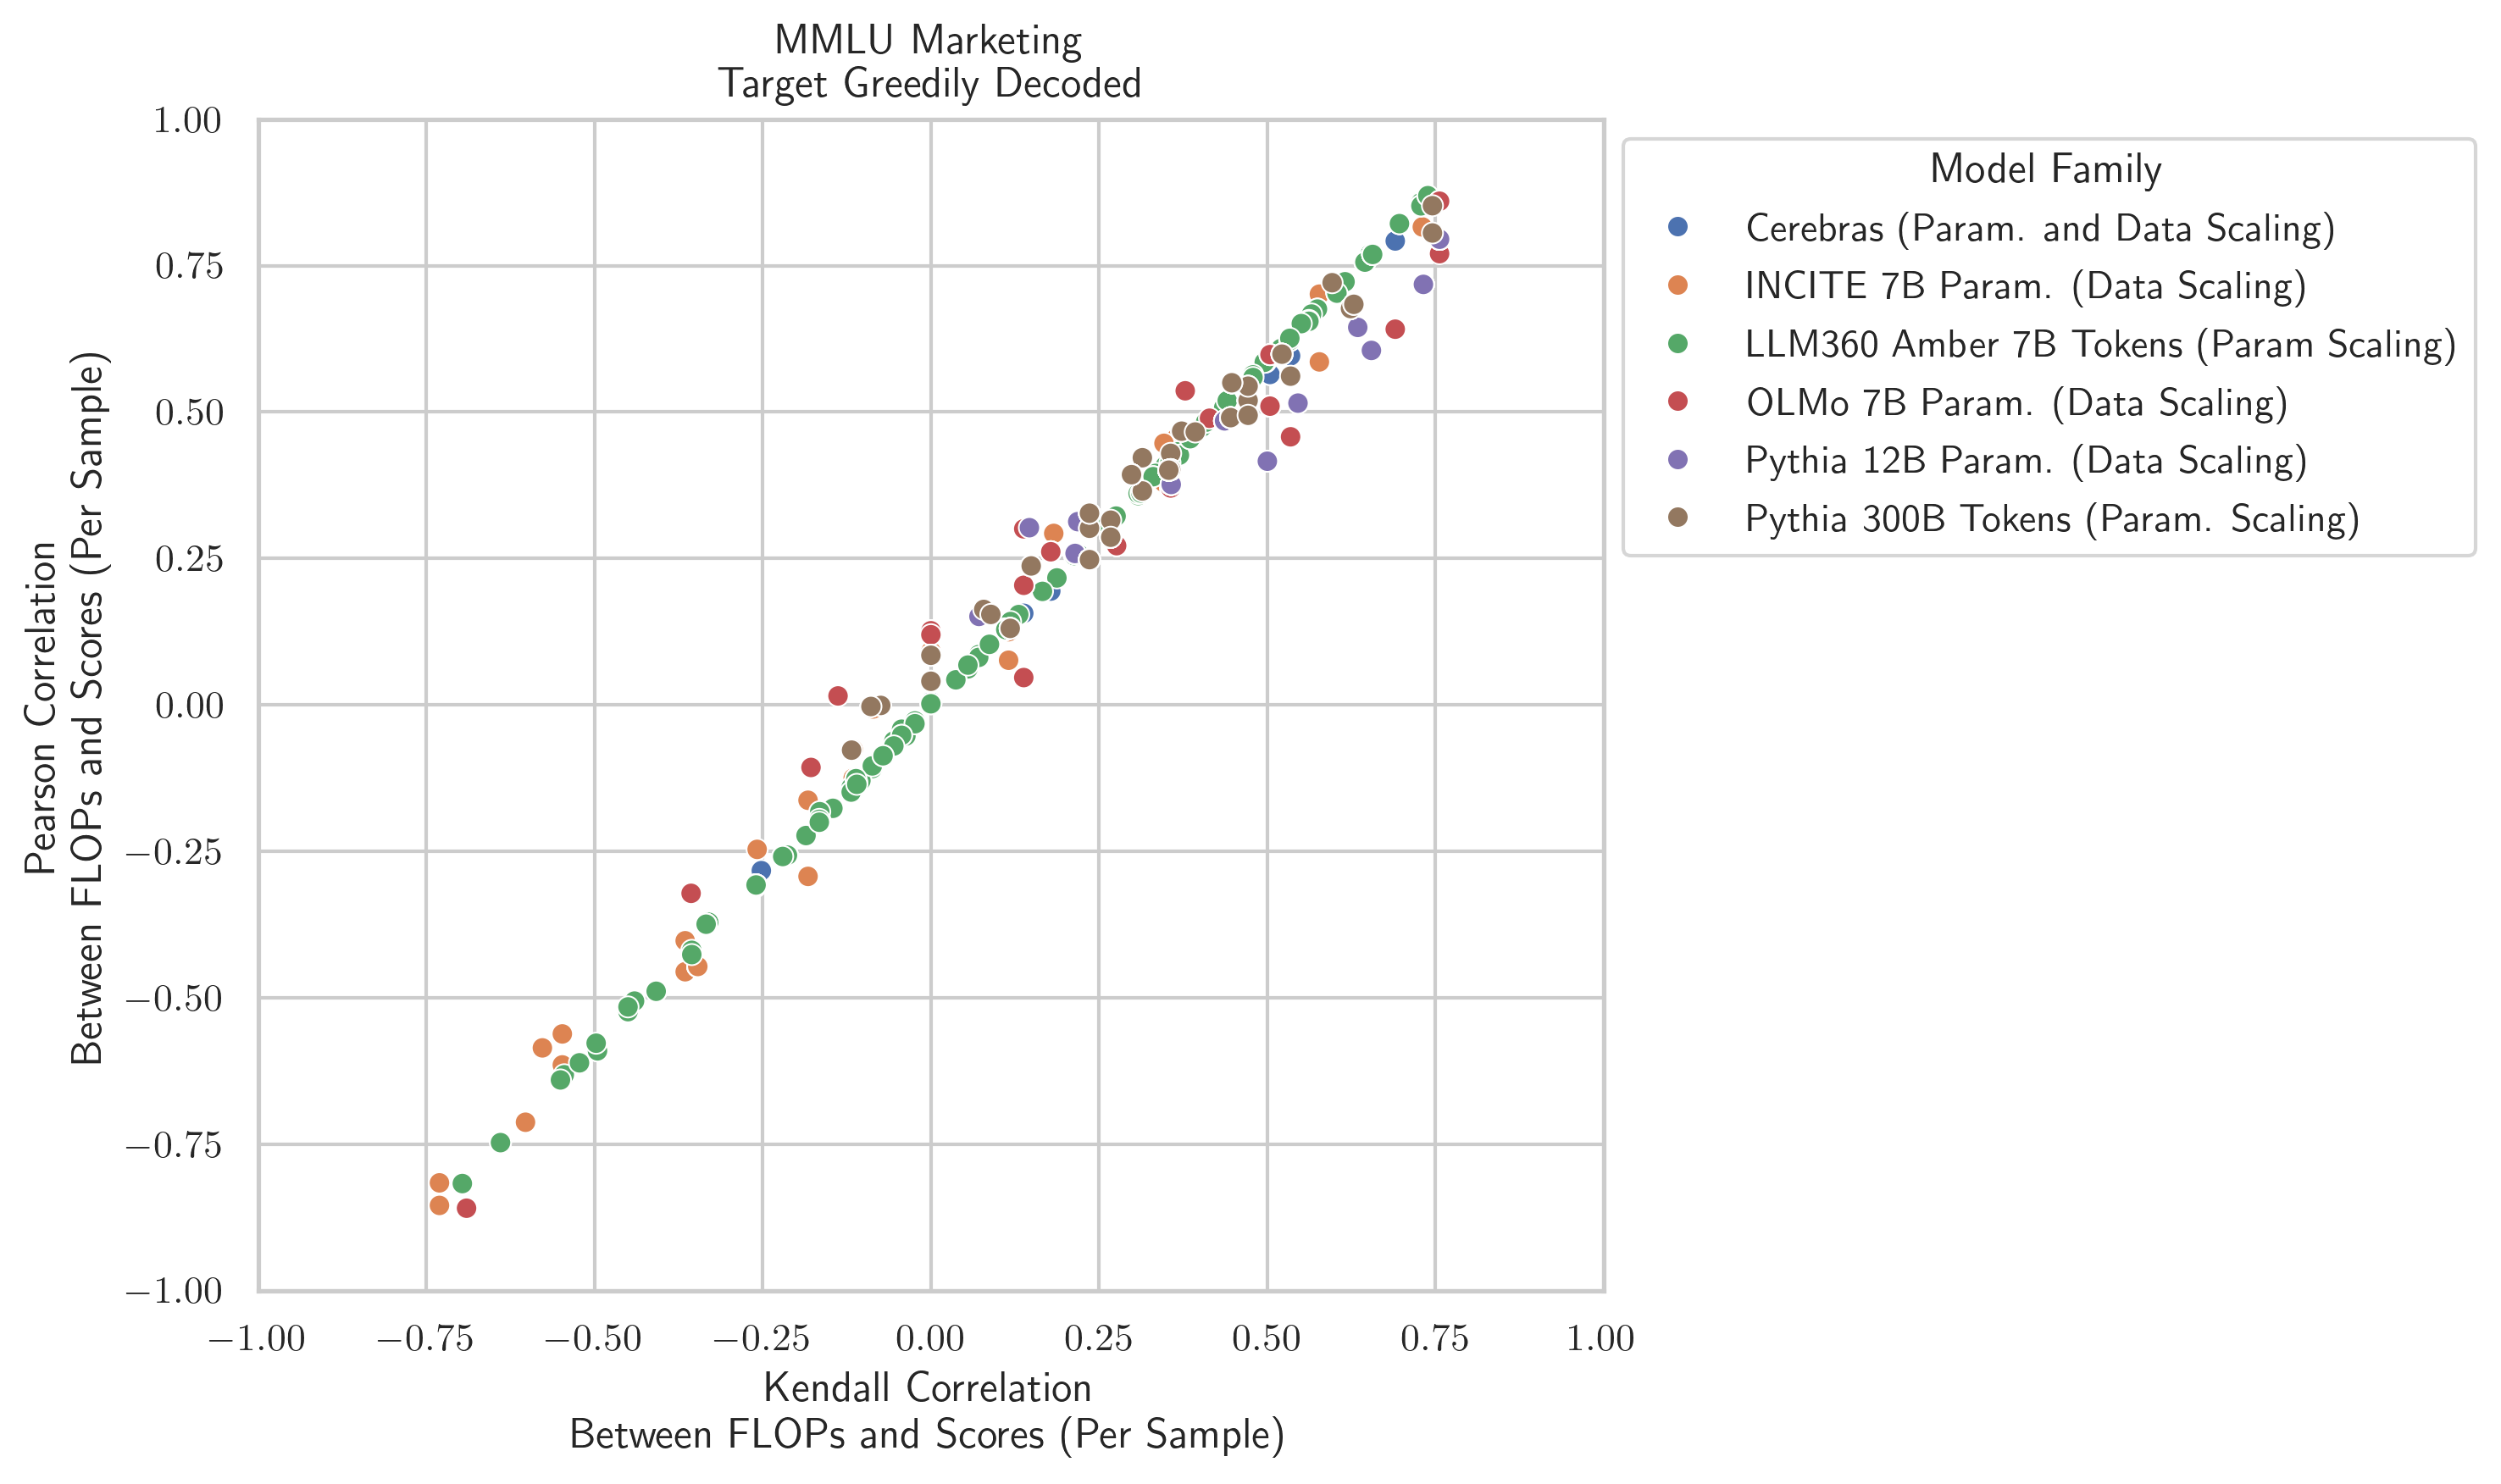 MMLU Marketing
Target Greedily Decoded
Pearson Correlation
Between FLOPs and Scores (Per Sample)
1.00
0.75
0.50
0.25
0.00
−0.25
−0.50
−0.75
−1.00
−1.00 −0.75 −0.50 −0.25 0.00 0.25 0.50 0.75 1.00
Kendall Correlation
Between FLOPs and Scores (Per Sample)
Model Family
Cerebras (Param. and Data Scaling)
INCITE 7B Param. (Data Scaling)
LLM360 Amber 7B Tokens (Param Scaling)
OLMo 7B Param. (Data Scaling)
Pythia 12B Param. (Data Scaling)
Pythia 300B Tokens (Param. Scaling)